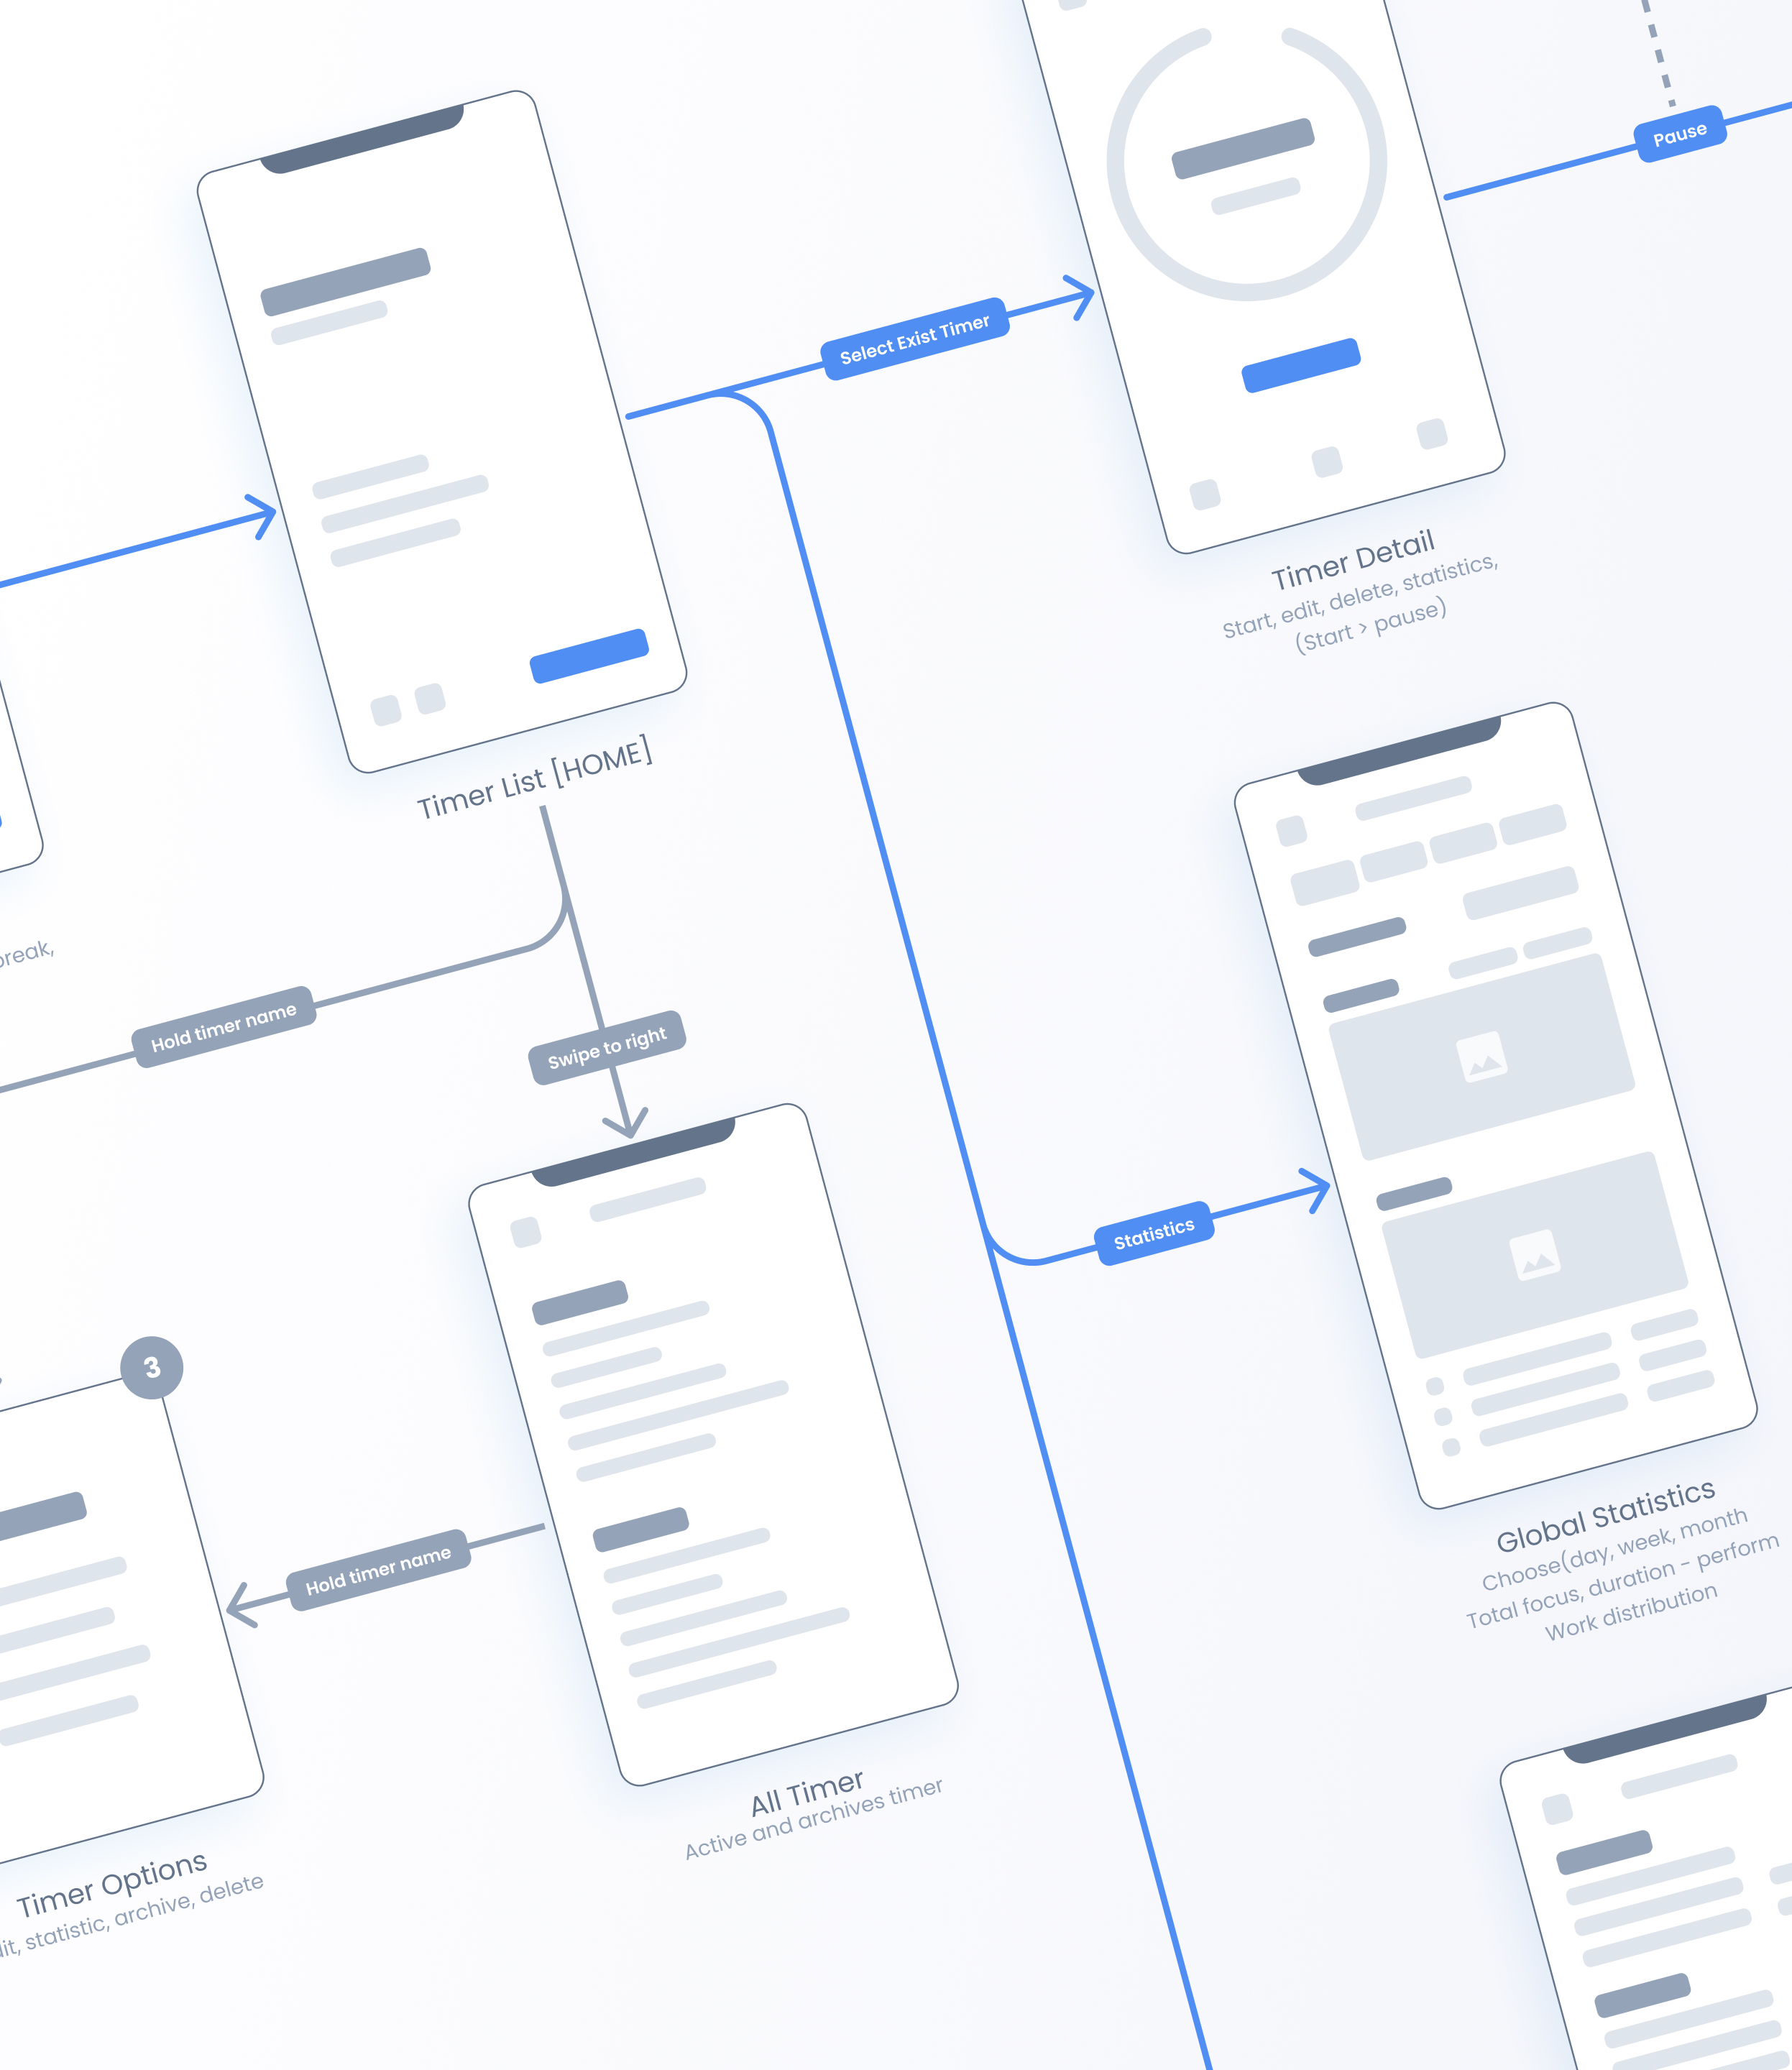 Pause
Select Exist Timer
Timer Detail
Start, edit, delete, statistics,
(Start > pause)
Timer List [HOME]
break,
Hold timer name
Swipe to right
Statistics
3
Hold timer name
Global Statistics
Choose(day, week, month
Total focus, duration - perform
Work distribution
All Timer
Active and archives timer
Timer Options
statistic, archive, delete